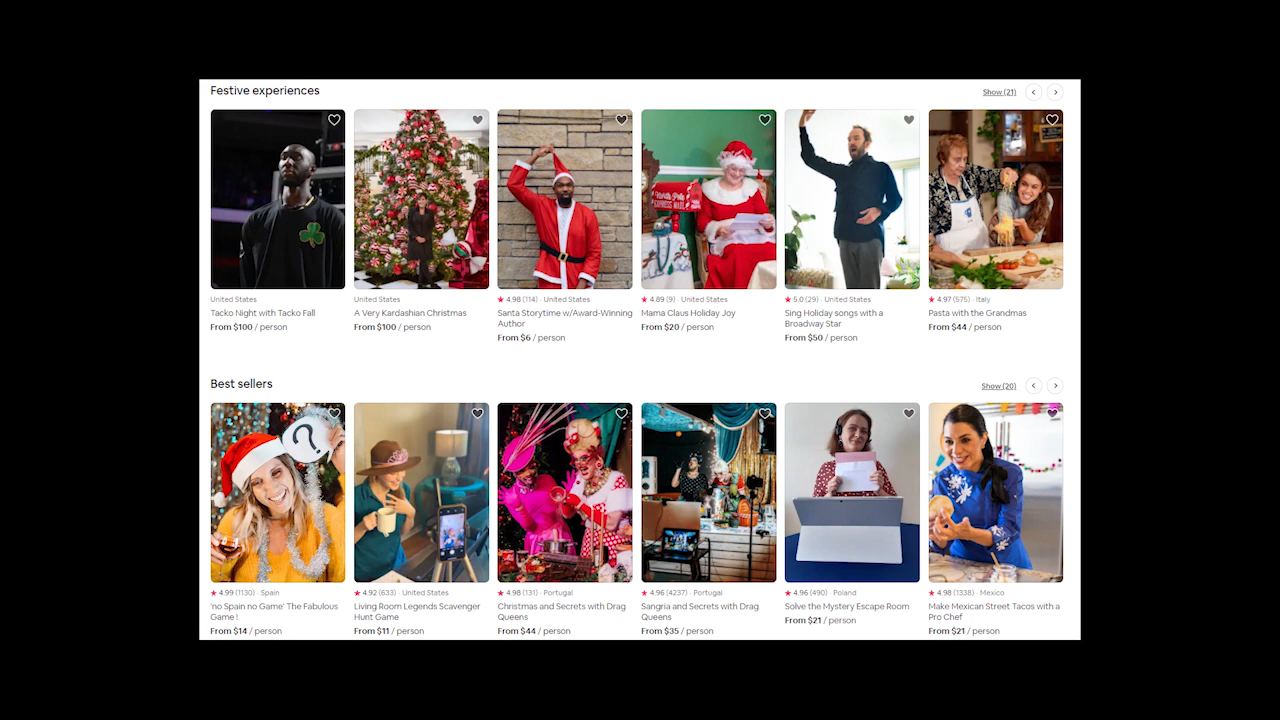 Festive experiences
Show (21)
North Pole
EXPRESS MAIL
United States
Tacko Night with Tacko Fall
From $100 / person
United States
A Very Kardashian Christmas
From $100 / person
4.98 (114) · United States
Santa Storytime w/Award-Winning
Author
From $6 / person
4.89 (9) · United States
Mama Claus Holiday Joy
From $20 / person
5.0 (29) · United States
Sing Holiday songs with a
Broadway Star
From $50 / person
4.97 (575) · Italy
Pasta with the Grandmas
From $44 / person
Best sellers
Show (20)
?
4.99 (1130) · Spain
'no Spain no Game' The Fabulous
Game !
From $14 / person
4.92 (633) · United States
Living Room Legends Scavenger
Hunt Game
From $11 / person
4.98 (131) · Portugal
Christmas and Secrets with Drag
Queens
From $44 / person
4.96 (4237) · Portugal
Sangria and Secrets with Drag
Queens
From $35 / person
4.96 (490) · Poland
Solve the Mystery Escape Room
From $21 / person
4.98 (1338) · Mexico
Make Mexican Street Tacos with a
Pro Chef
From $21 / person